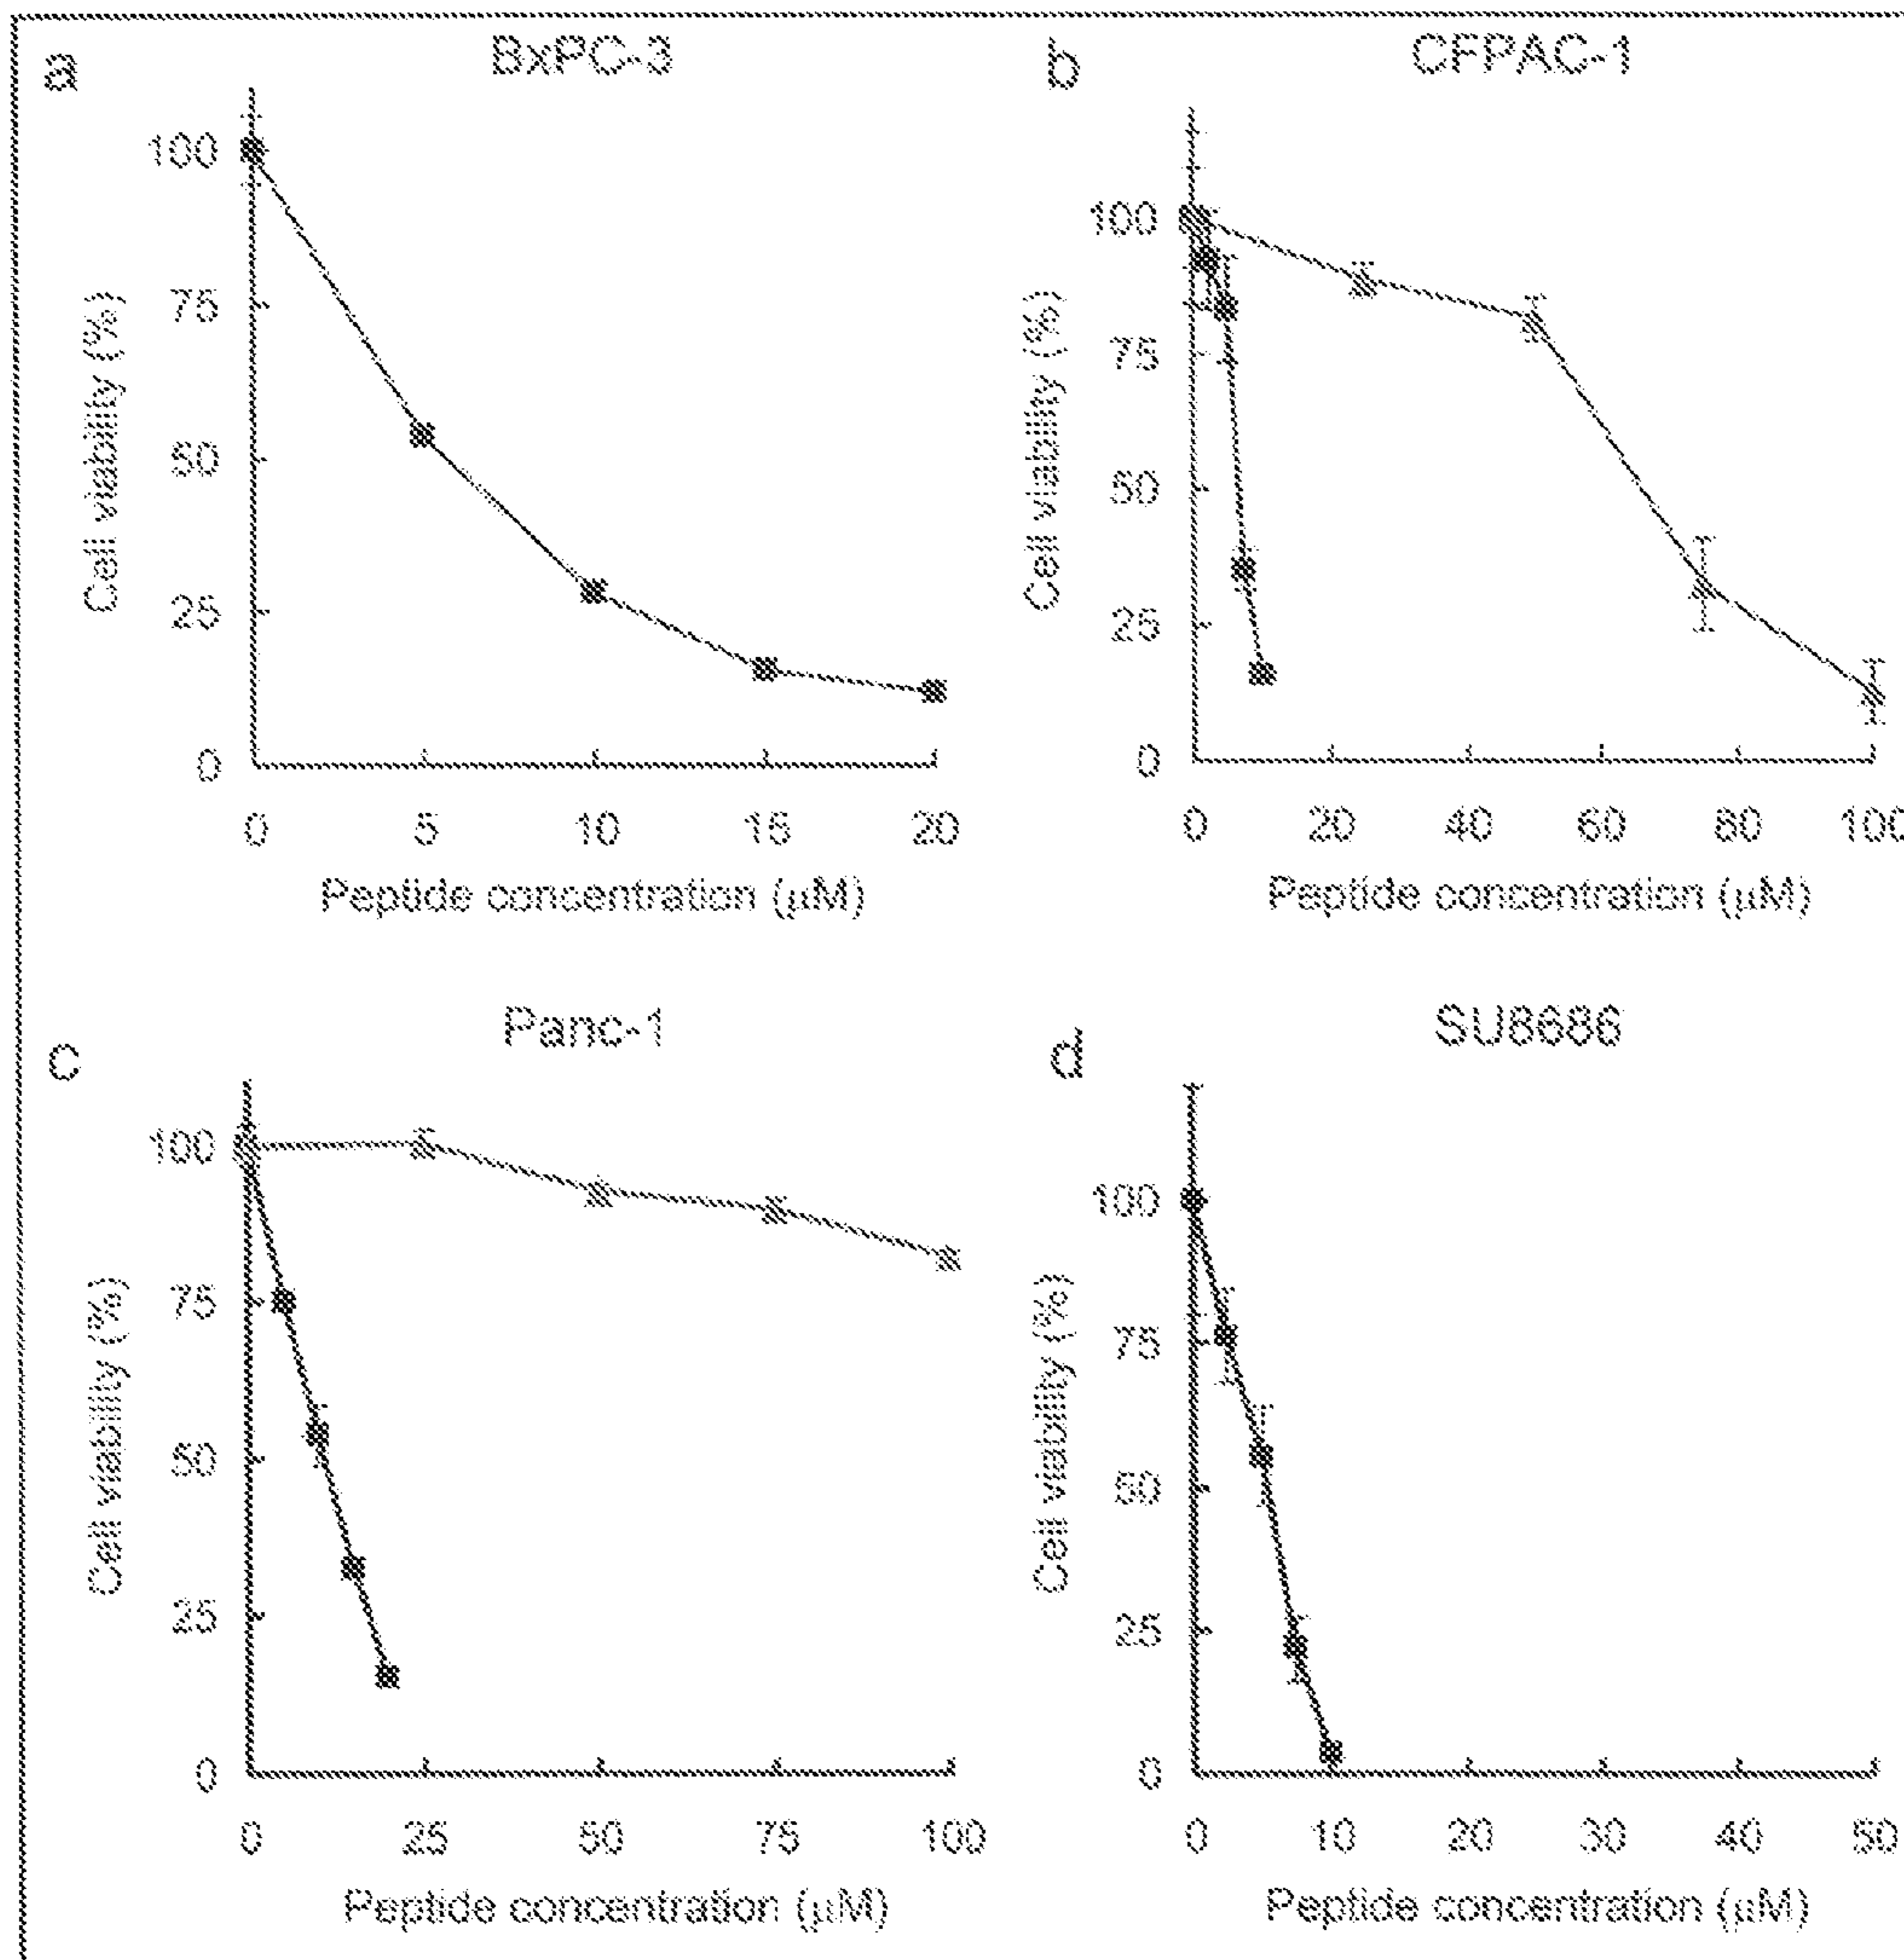 a
BxPC-3
100
75
50
25
0
Cell viability (%)
0 5 10 15 20
Peptide concentration (μM)
b
CFPAC-1
100
75
50
25
0
Cell viability (%)
0 20 40 60 80 100
Peptide concentration (μM)
c
Panc-1
100
75
50
25
0
Cell viability (%)
0 25 50 75 100
Peptide concentration (μM)
d
SU8686
100
75
50
25
0
Cell viability (%)
0 10 20 30 40 50
Peptide concentration (μM)